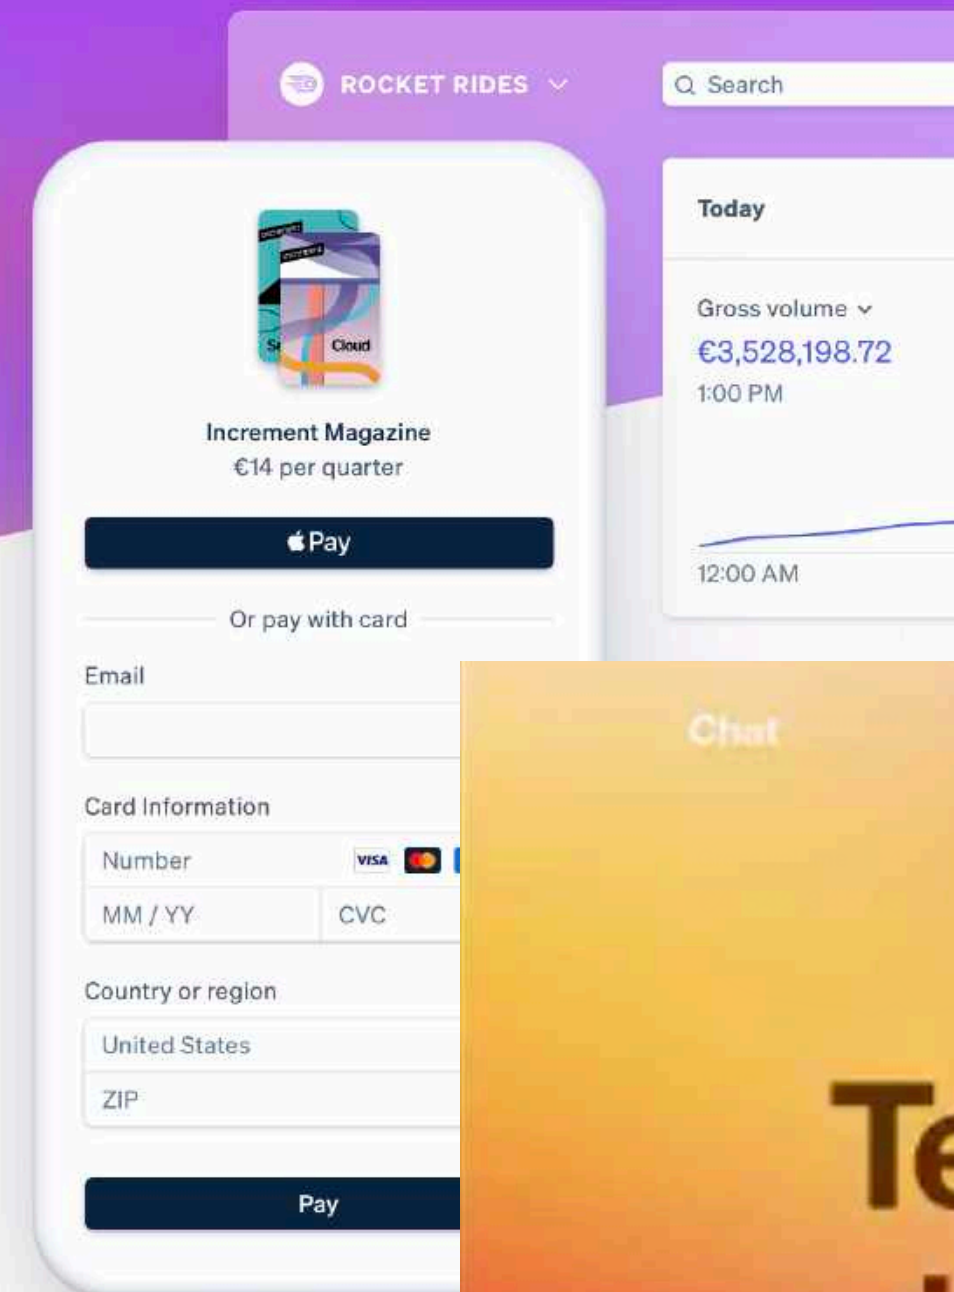 ROCKET RIDES
Search
Today
Gross volume
€3,528,198.72
1:00 PM
12:00 AM
Cloud
Increment Magazine
€14 per quarter
Pay
Or pay with card
Email
Card Information
Number
VISA
MM / YY
CVC
Country or region
United States
ZIP
Pay
Chat